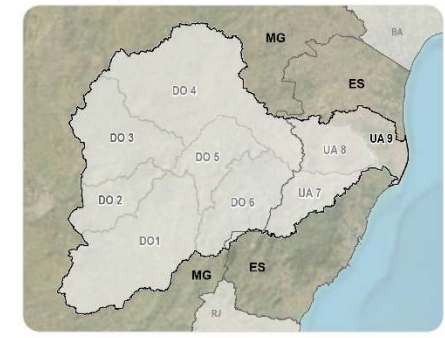 BA
MG
ES
DO 4
DO 3
UA 9
UA 8
DO 5
UA 7
DO 2
DO 6
DO1
ES
MG
RJ